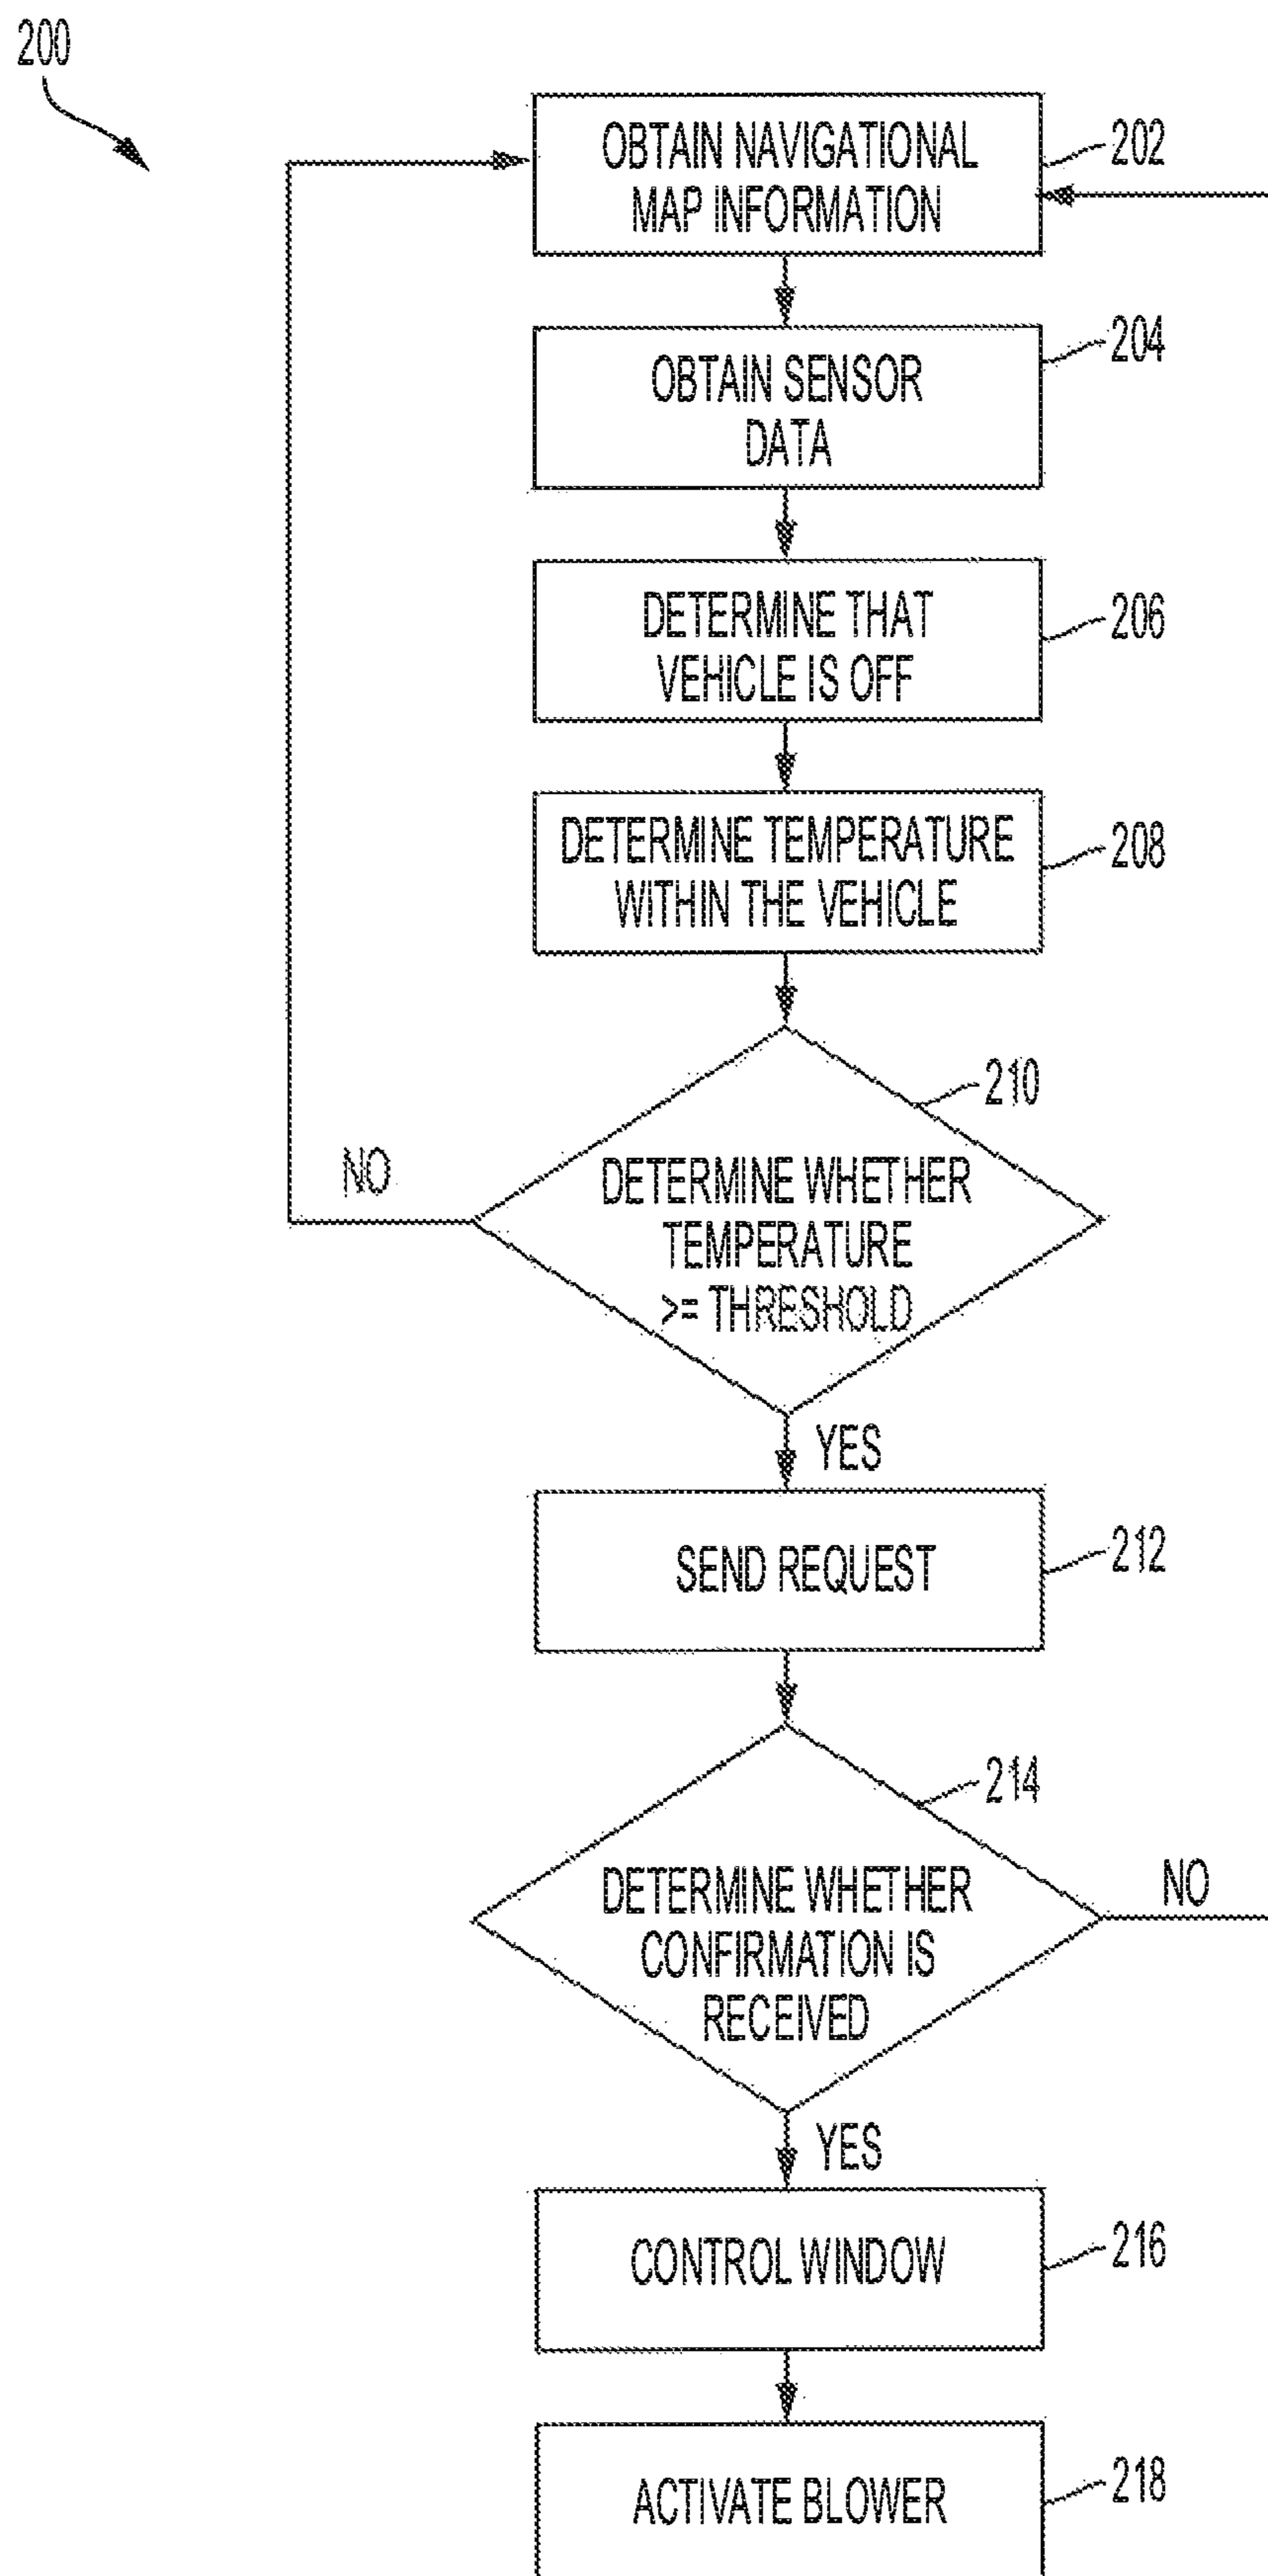 200
OBTAIN NAVIGATIONAL
MAP INFORMATION
202
OBTAIN SENSOR
DATA
204
DETERMINE THAT
VEHICLE IS OFF
206
DETERMINE TEMPERATURE
WITHIN THE VEHICLE
208
210
NO
DETERMINE WHETHER
TEMPERATURE
>= THRESHOLD
YES
SEND REQUEST
212
214
DETERMINE WHETHER
CONFIRMATION IS
RECEIVED
NO
YES
CONTROL WINDOW
216
ACTIVATE BLOWER
218